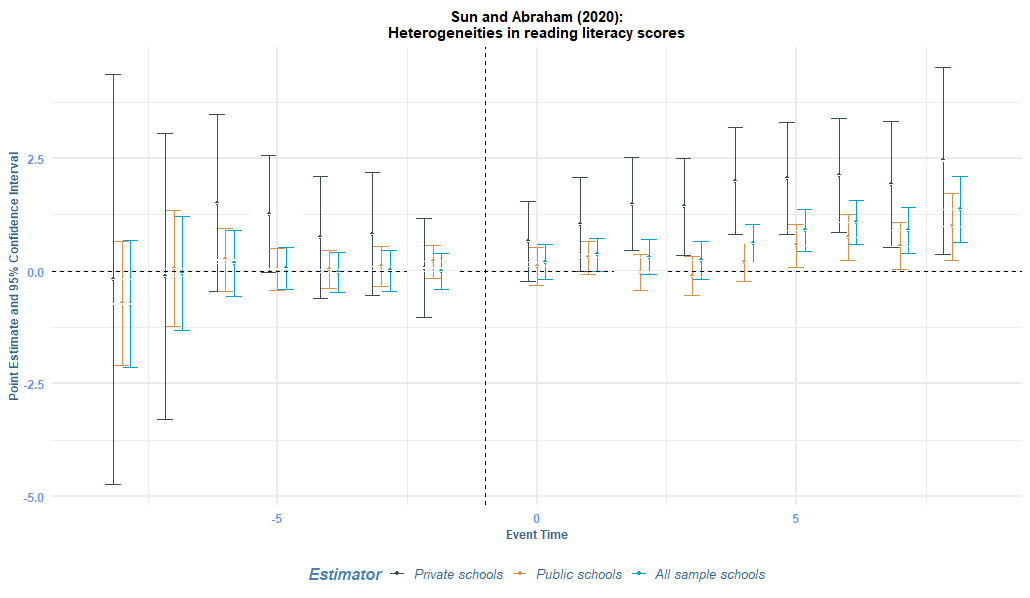 Sun and Abraham (2020):
Heterogeneities in reading literacy scores
Point Estimate and 95% Confidence Interval
2.5
0.0
-2.5
-5.0
-5
0
5
Event Time
Estimator
Private schools
Public schools
All sample schools